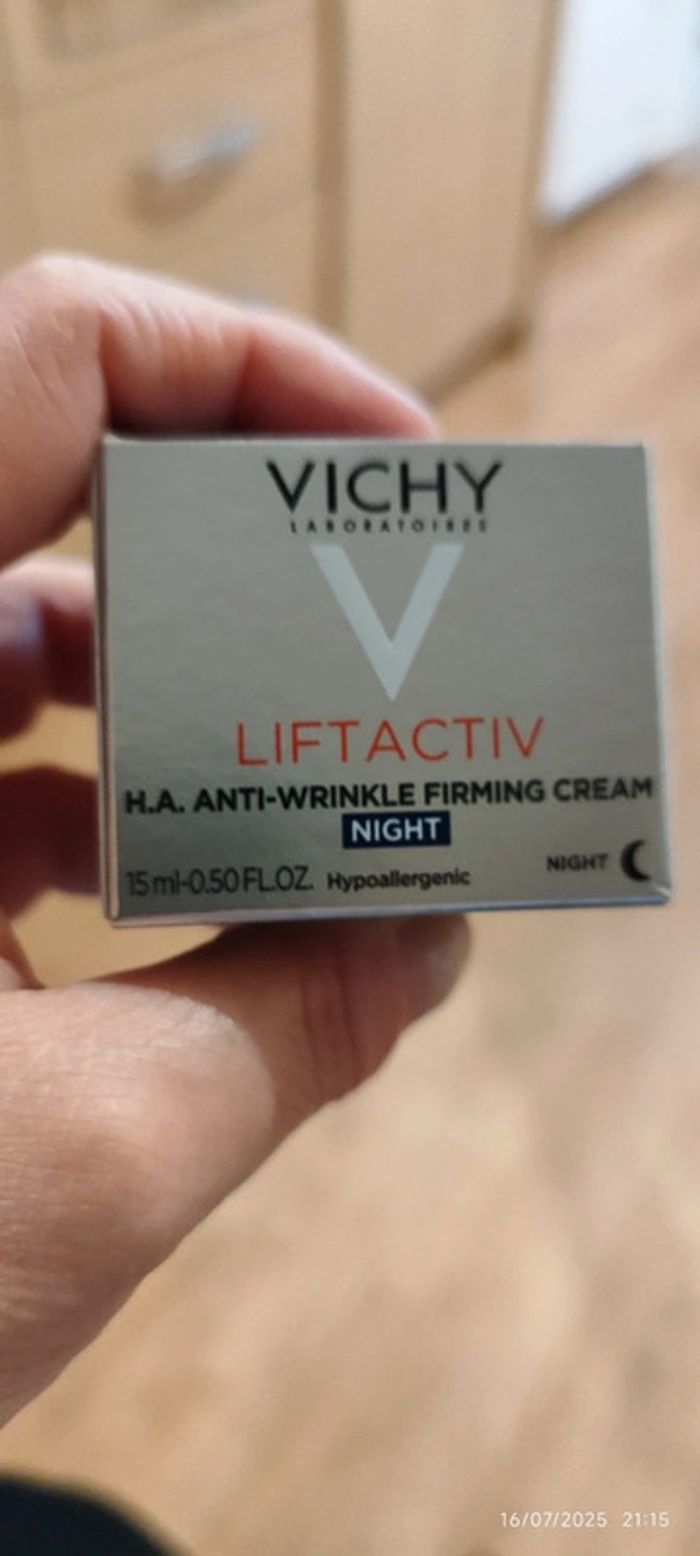 VICHY
LABORATOIRES
LIFTACTIV
H.A. ANTI-WRINKLE FIRMING CREAM
NIGHT
15 ml-0.50 FL.OZ. Hypoallergenic NIGHT
16/07/2025 21:15